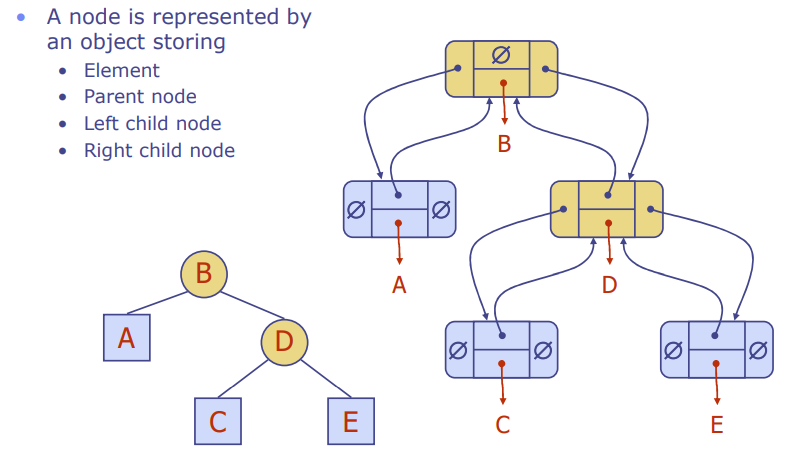 • A node is represented by
an object storing
• Element
• Parent node
• Left child node
• Right child node
∅
B
∅ ∅
A
D
∅ ∅
C
∅ ∅
E
B
A
D
C
E